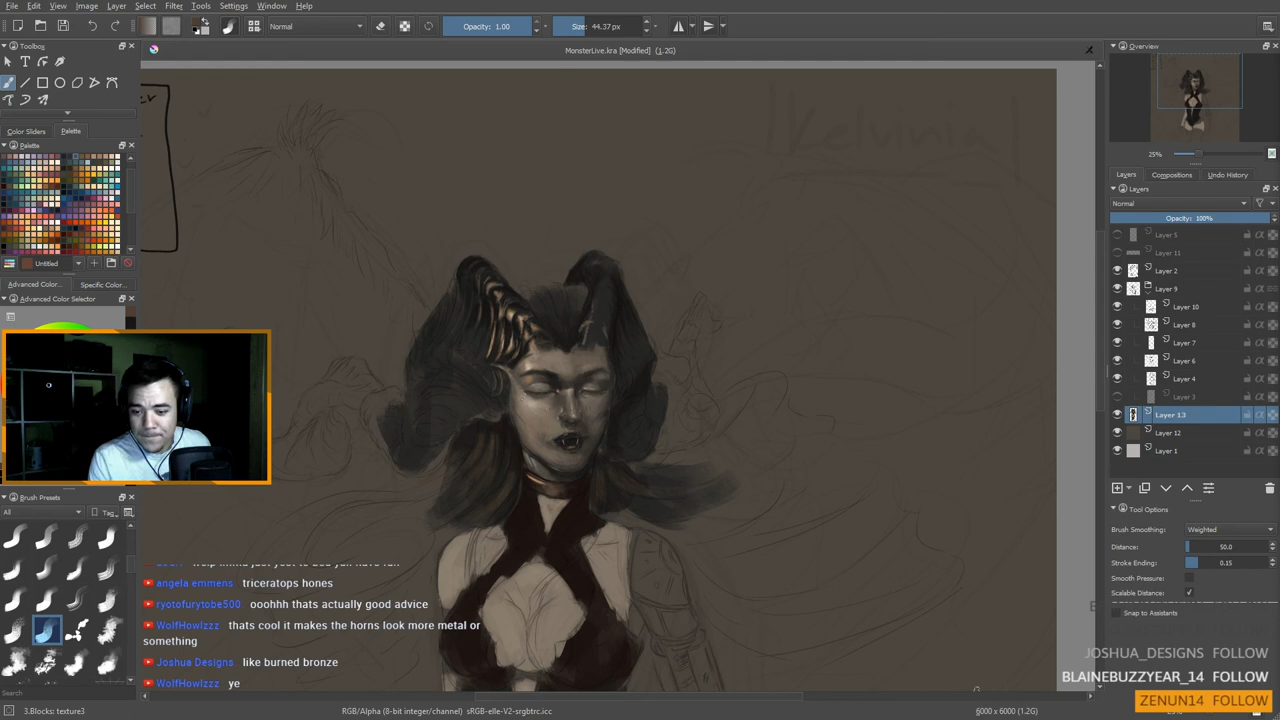 File Edit View Image Layer Select Filter Tools Settings Window Help
Normal
Opacity: 1.00
Size: 44.37 px
MonsterLive.kra [Modified] (1.2G)
Toolbox
Color Sliders Palette
Palette
Untitled
Advanced Color... Specific Color...
Advanced Color Selector
Brush Presets
All
Tag
Search
3.Blocks: texture3
RGB/Alpha (8-bit integer/channel) sRGB-elle-V2-srgbtrc.icc
6000 x 6000 (1.2G)
kelvinia
angela emmens triceratops hones
ryotofurytobe500 ooohhh thats actually good advice
WolfHowlzzz thats cool it makes the horns look more metal or
something
Joshua Designs like burned bronze
WolfHowlzzz ye
Overview
25%
Layers Compositions Undo History
Layers
Normal
Opacity: 100%
Layer 5
Layer 11
Layer 2
Layer 9
Layer 10
Layer 8
Layer 7
Layer 6
Layer 4
Layer 3
Layer 13
Layer 12
Layer 1
Tool Options
Brush Smoothing: Weighted
Distance: 50.0
Stroke Ending: 0.15
Smooth Pressure:
Scalable Distance:
Snap to Assistants
JOSHUA_DESIGNS FOLLOW
BLAINEBUZZYEAR_14 FOLLOW
ZENUN14 FOLLOW